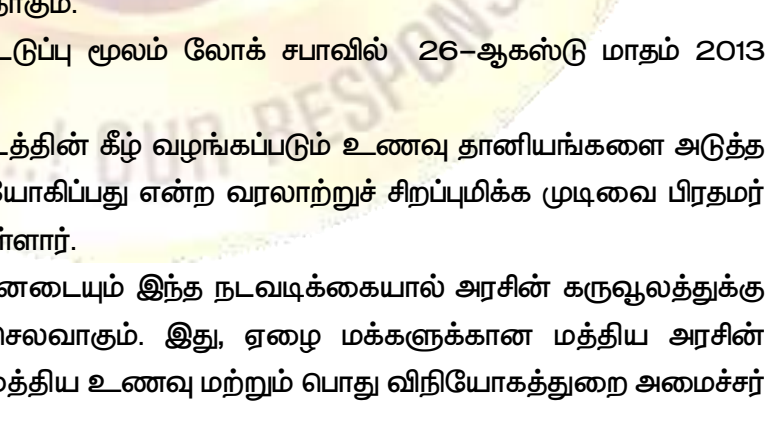 தாகும்.
டுப்பு மூலம் லோக் சபாவில் 26-ஆகஸ்டு மாதம் 2013
டத்தின் கீழ் வழங்கப்படும் உணவு தானியங்களை அடுத்த
யோகிப்பது என்ற வரலாற்றுச் சிறப்புமிக்க முடிவை பிரதமர்
ள்ளார்.
னடையும் இந்த நடவடிக்கையால் அரசின் கருவூலத்துக்கு
செலவாகும். இது, ஏழை மக்களுக்கான மத்திய அரசின்
மத்திய உணவு மற்றும் பொது விநியோகத்துறை அமைச்சர்
..! OUR RESPONS